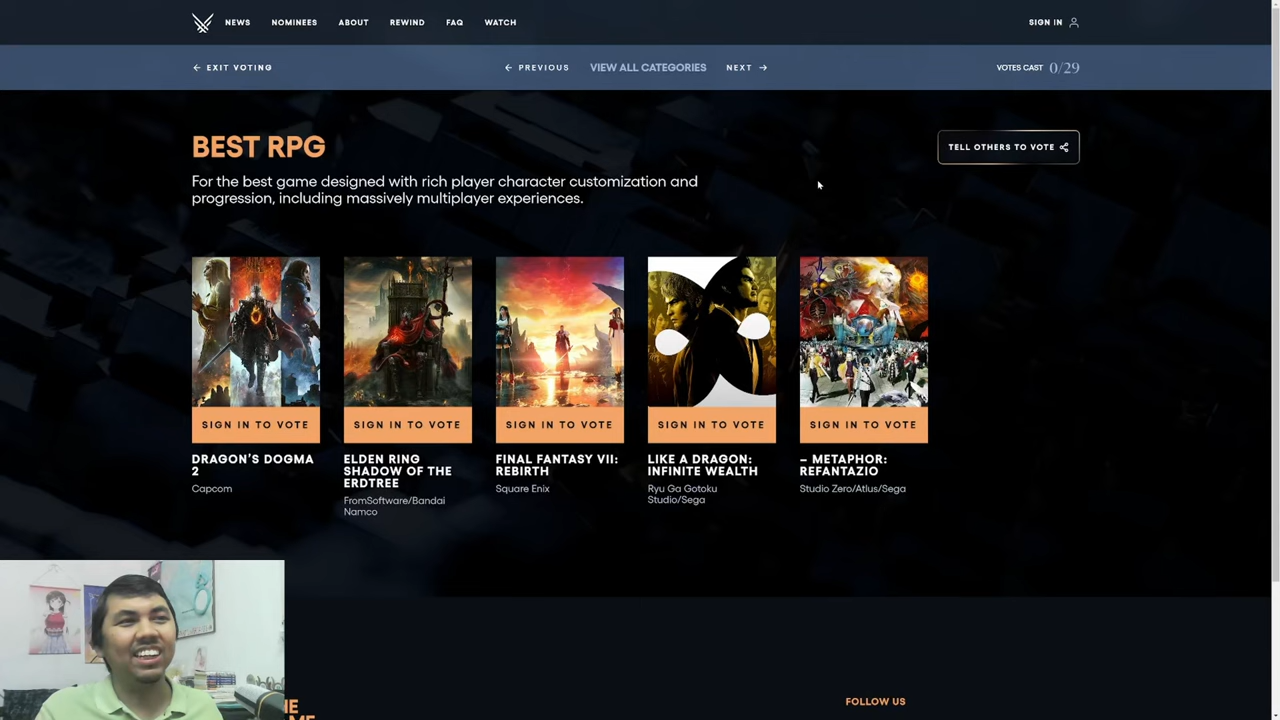 NEWS NOMINEES ABOUT REWIND FAQ WATCH SIGN IN
EXIT VOTING PREVIOUS VIEW ALL CATEGORIES NEXT VOTES CAST 0/29
BEST RPG
TELL OTHERS TO VOTE
For the best game designed with rich player character customization and
progression, including massively multiplayer experiences.
SIGN IN TO VOTE
DRAGON'S DOGMA
2
Capcom
SIGN IN TO VOTE
ELDEN RING
SHADOW OF THE
ERDTREE
FromSoftware/Bandai
Namco
SIGN IN TO VOTE
FINAL FANTASY VII:
REBIRTH
Square Enix
SIGN IN TO VOTE
LIKE A DRAGON:
INFINITE WEALTH
Ryu Ga Gotoku
Studio/Sega
SIGN IN TO VOTE
– METAPHOR:
REFANTAZIO
Studio Zero/Atlus/Sega
FOLLOW US